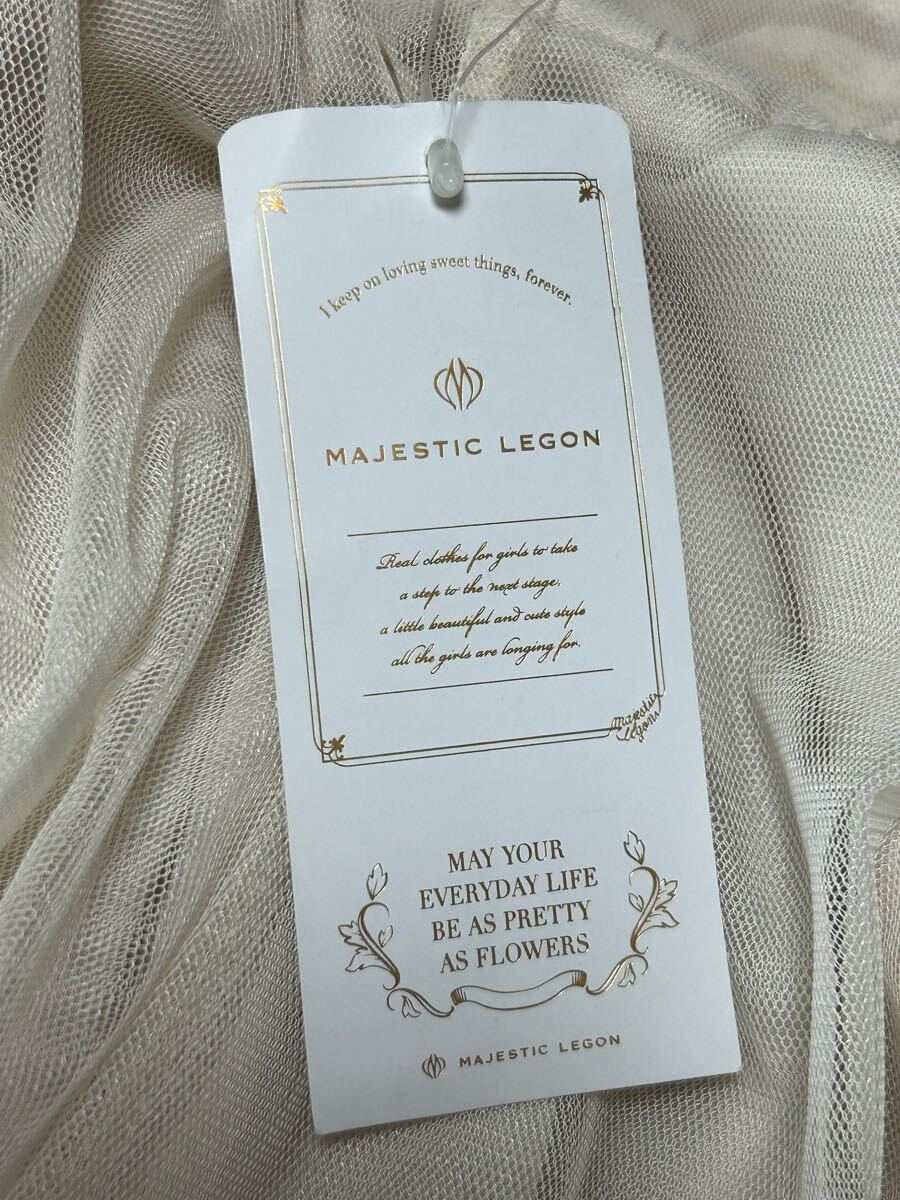 I keep on loving sweet things, forever.
MAJESTIC LEGON
Real clothes for girls to take
a step to the next stage,
a little beautiful and cute style
all the girls are longing for.
majestic
legon
MAY YOUR
EVERYDAY LIFE
BE AS PRETTY
AS FLOWERS
MAJESTIC LEGON